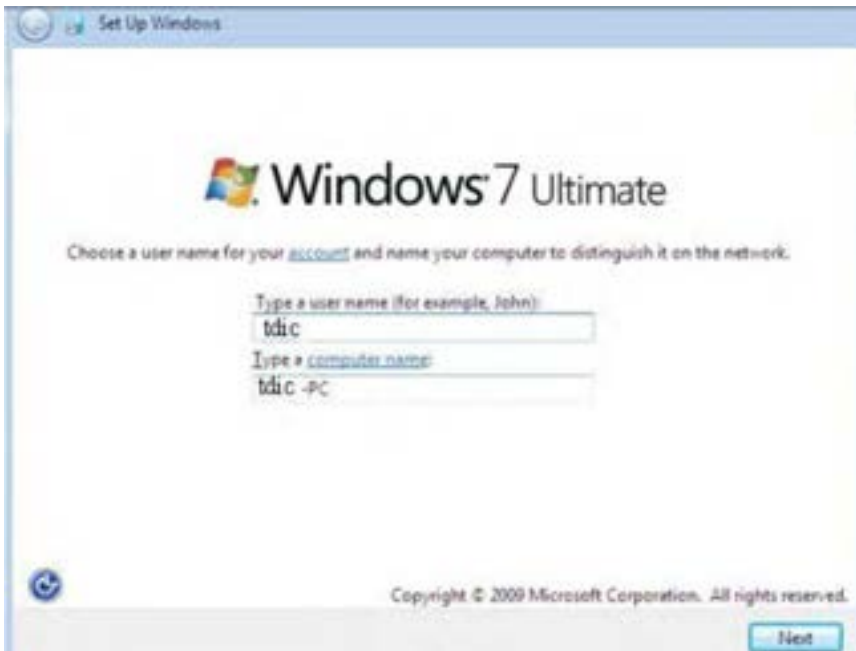 Set Up Windows
Windows 7 Ultimate
Choose a user name for your account and name your computer to distinguish it on the network.
Type a user name (for example, John):
tdic
Type a computer name:
tdic -PC
Copyright © 2009 Microsoft Corporation. All rights reserved.
Next